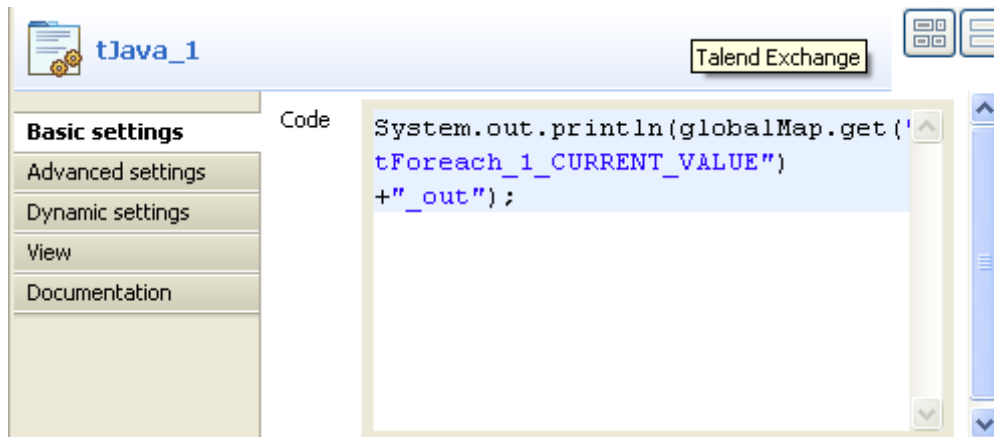 tJava_1
Talend Exchange
Basic settings
Advanced settings
Dynamic settings
View
Documentation
Code
System.out.println(globalMap.get("
tForeach_1_CURRENT_VALUE")
+"_out");